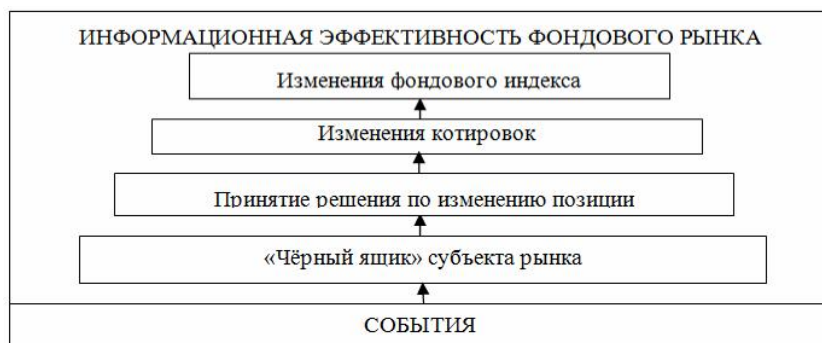 ИНФОРМАЦИОННАЯ ЭФФЕКТИВНОСТЬ ФОНДОВОГО РЫНКА
Изменения фондового индекса
Изменения котировок
Принятие решения по изменению позиции
«Чёрный ящик» субъекта рынка
СОБЫТИЯ